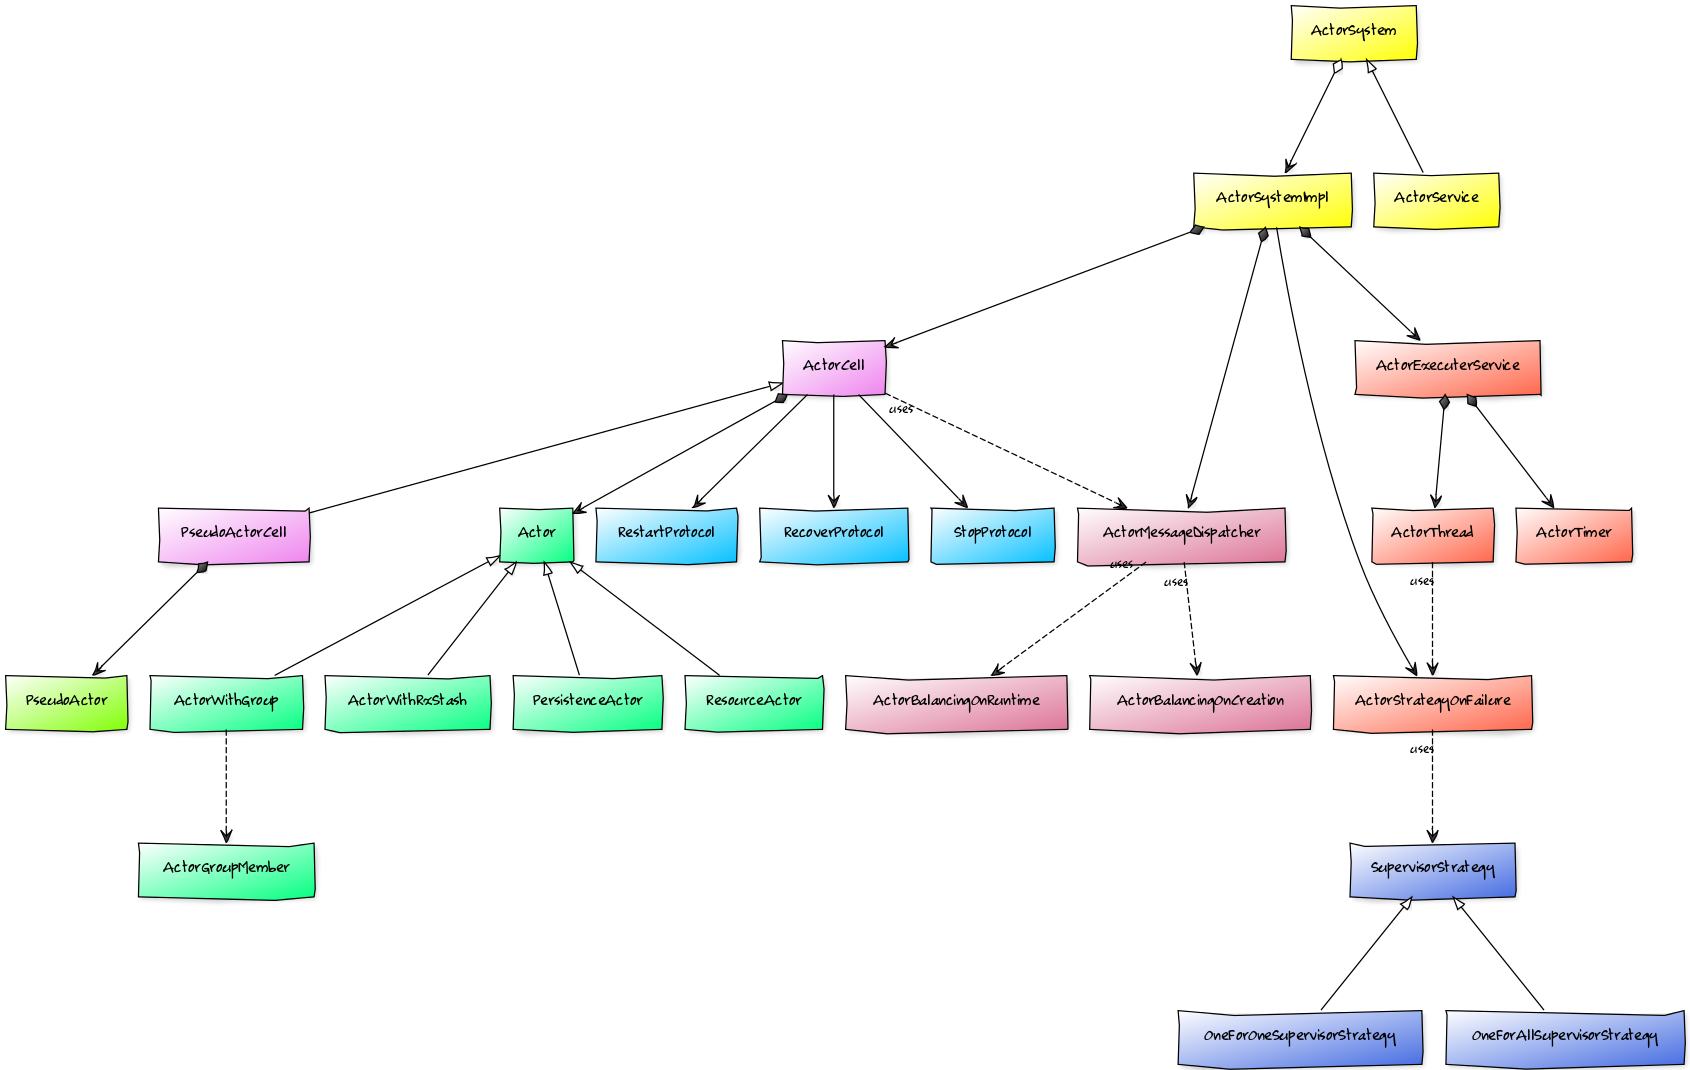 ActorSystem
ActorSystemImpl
ActorService
ActorCell
ActorExecuterService
uses
PseudoActorCell
Actor
RestartProtocol
RecoverProtocol
StopProtocol
ActorMessageDispatcher
ActorThread
ActorTimer
uses
uses
uses
PseudoActor
ActorWithGroup
ActorWithRxStash
PersistenceActor
ResourceActor
ActorBalancingOnRuntime
ActorBalancingOnCreation
ActorStrategyOnFailure
uses
ActorGroupMember
SupervisorStrategy
OneForOneSupervisorStrategy
OneForAllSupervisorStrategy